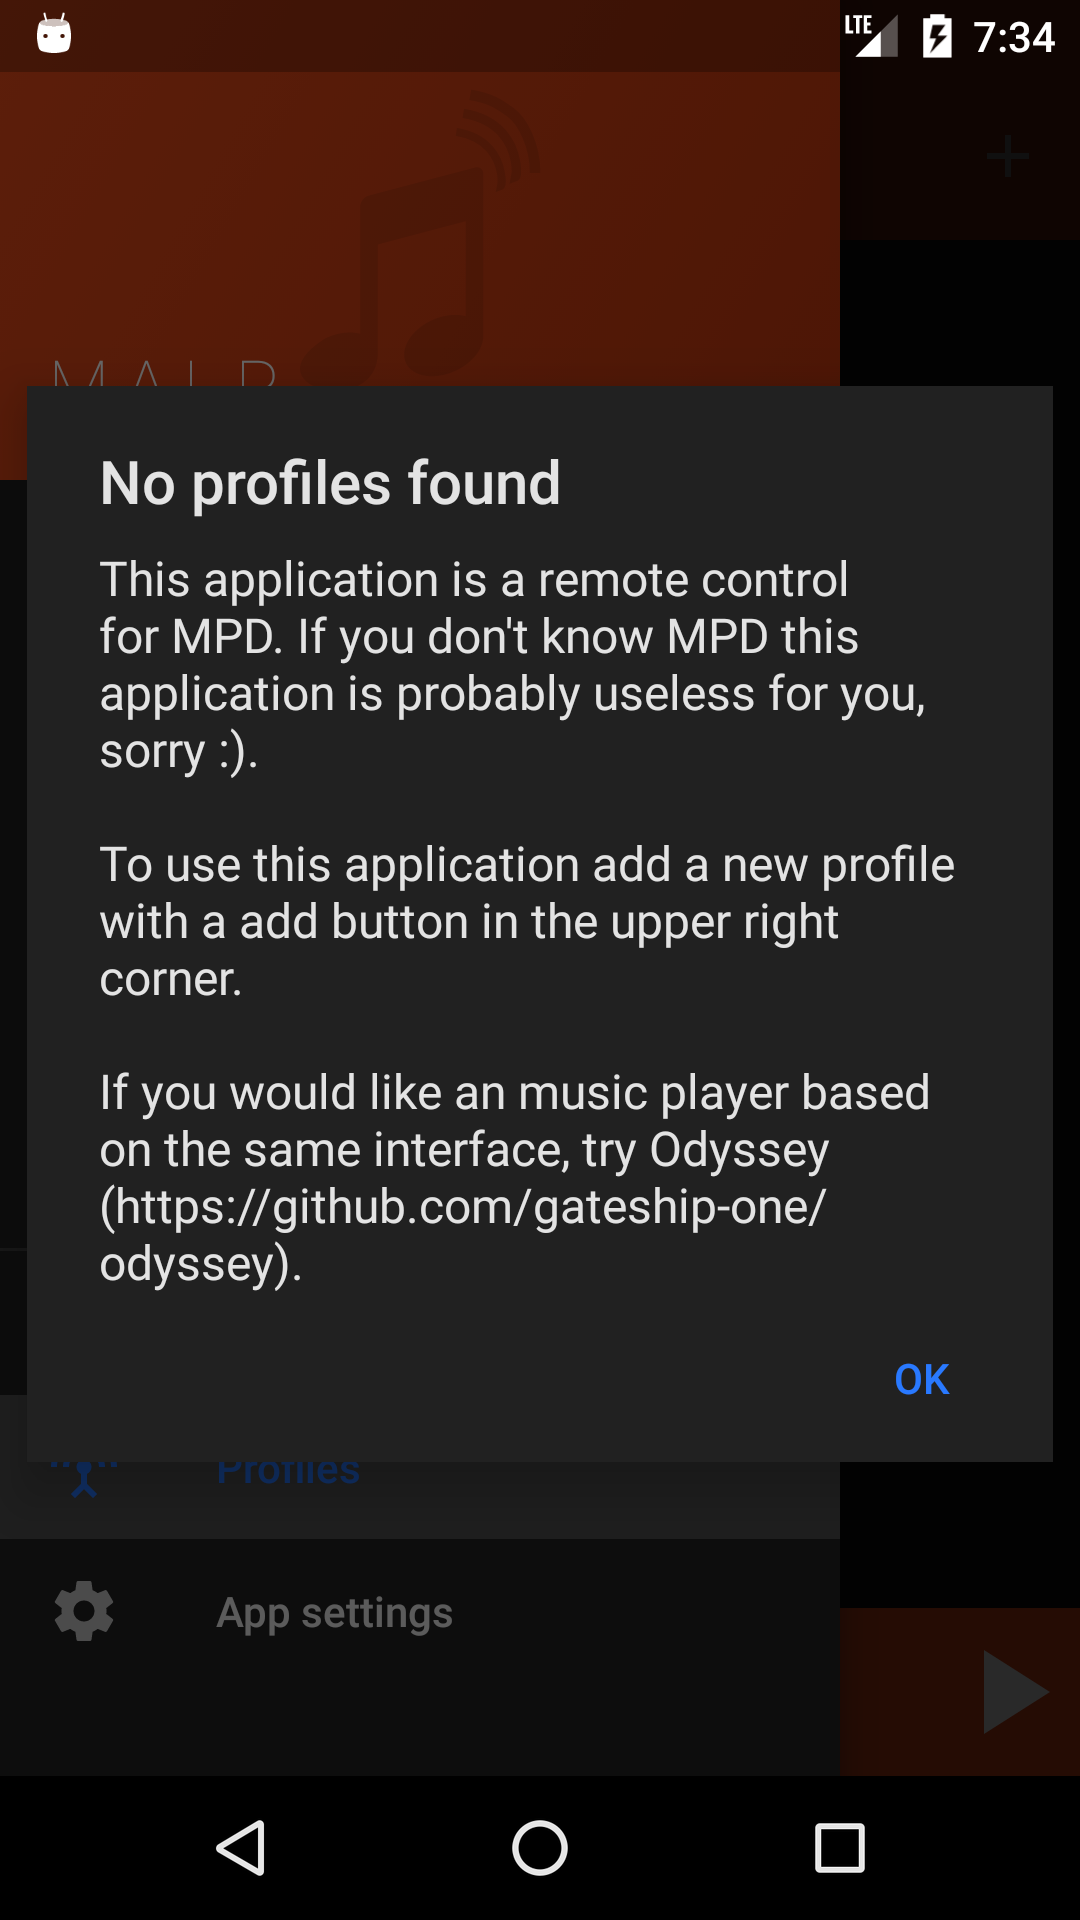 LTE 7:34
MALP
No profiles found
This application is a remote control
for MPD. If you don't know MPD this
application is probably useless for you,
sorry :).
To use this application add a new profile
with a add button in the upper right
corner.
If you would like an music player based
on the same interface, try Odyssey
(https://github.com/gateship-one/
odyssey).
OK
Profiles
App settings